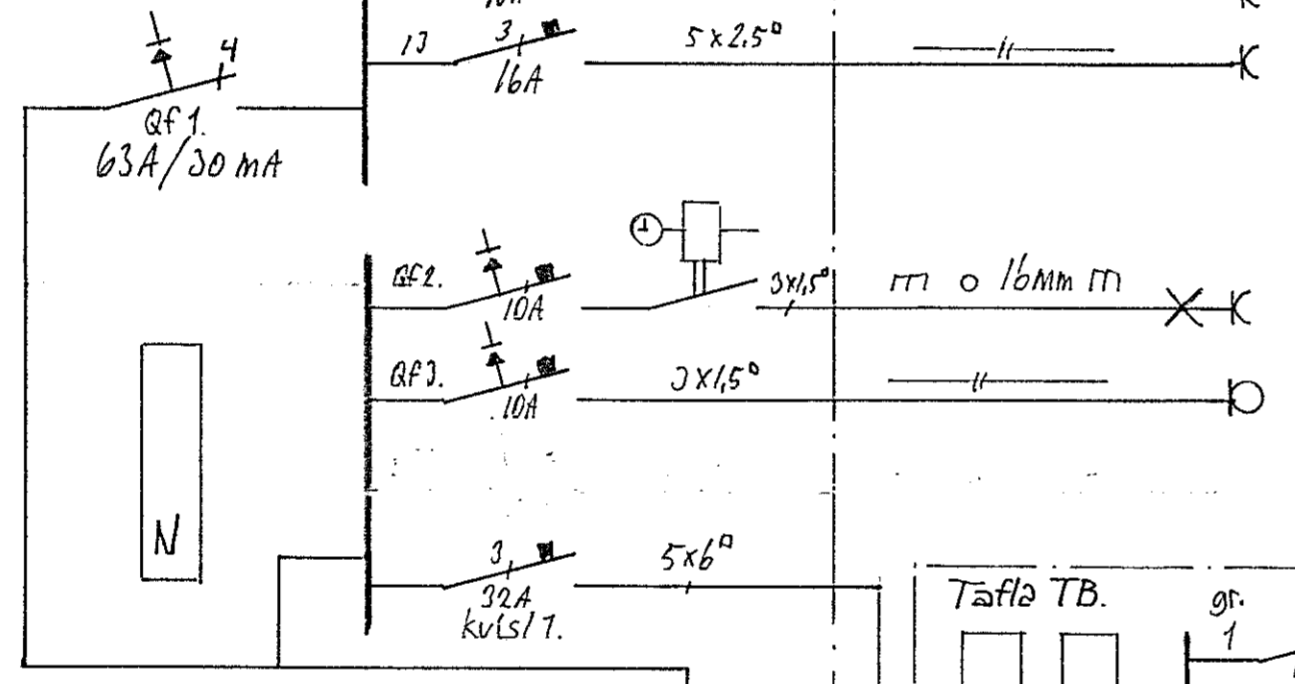 13 3 16A 5x2,5□
4
Qf1.
63A/30 mA
Qf2. 10A 3x1,5□ m o 16mm m
Qf3. 10A 3x1,5□
N
3 32A 5x6□
kvísl 1.
Tafla TB. gr. 1